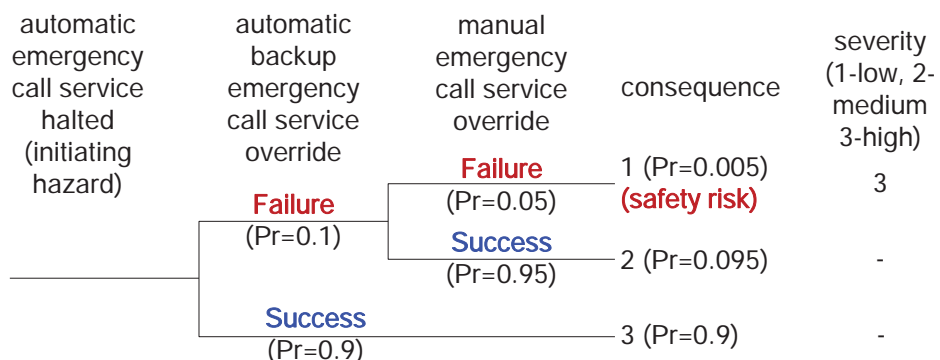 automatic
emergency
call service
halted
(initiating
hazard)
automatic
backup
emergency
call service
override
manual
emergency
call service
override
consequence
severity
(1-low, 2-
medium
3-high)
Failure
(Pr=0.1)
Failure
(Pr=0.05)
1 (Pr=0.005)
(safety risk)
3
Success
(Pr=0.95)
2 (Pr=0.095)
-
Success
(Pr=0.9)
3 (Pr=0.9)
-